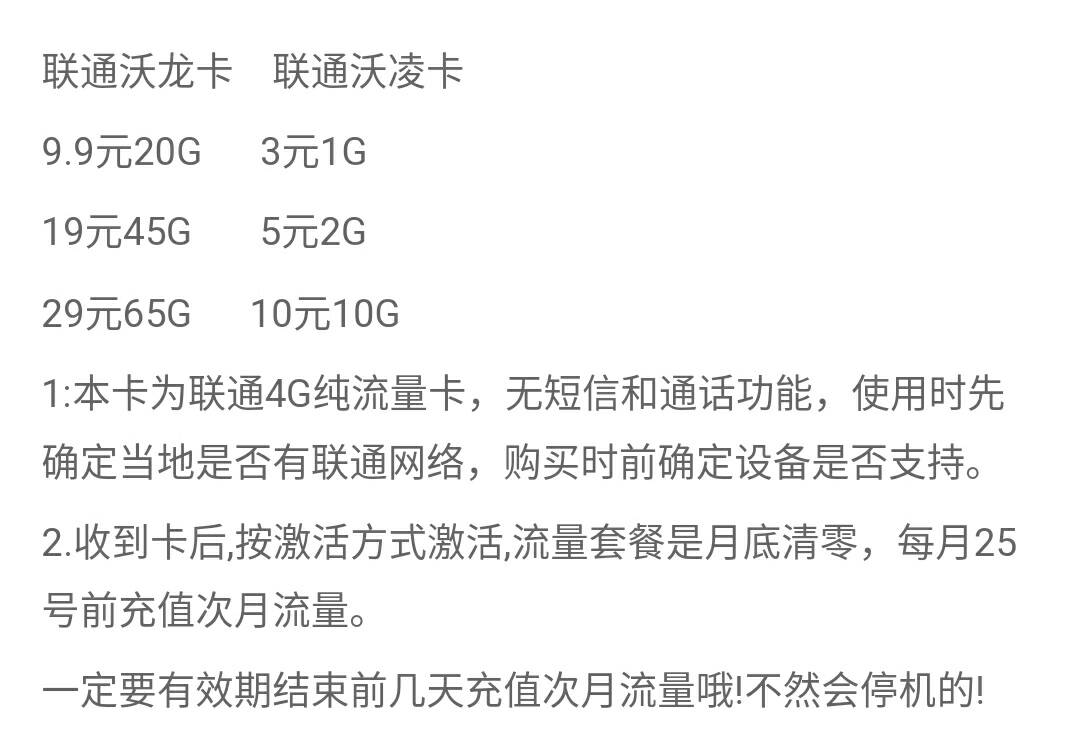 联通沃龙卡 联通沃凌卡
9.9元20G 3元1G
19元45G 5元2G
29元65G 10元10G
1:本卡为联通4G纯流量卡，无短信和通话功能，使用时先
确定当地是否有联通网络，购买时前确定设备是否支持。
2.收到卡后,按激活方式激活,流量套餐是月底清零，每月25
号前充值次月流量。
一定要有效期结束前几天充值次月流量哦!不然会停机的!